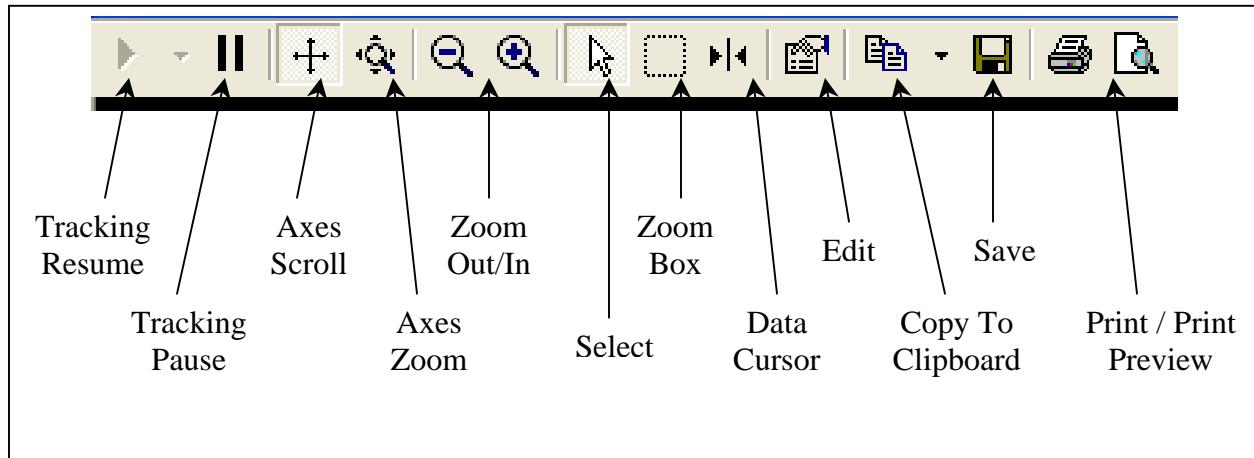 Tracking
Resume
Axes
Scroll
Zoom
Out/In
Zoom
Box
Edit
Save
Tracking
Pause
Axes
Zoom
Select
Data
Cursor
Copy To
Clipboard
Print / Print
Preview